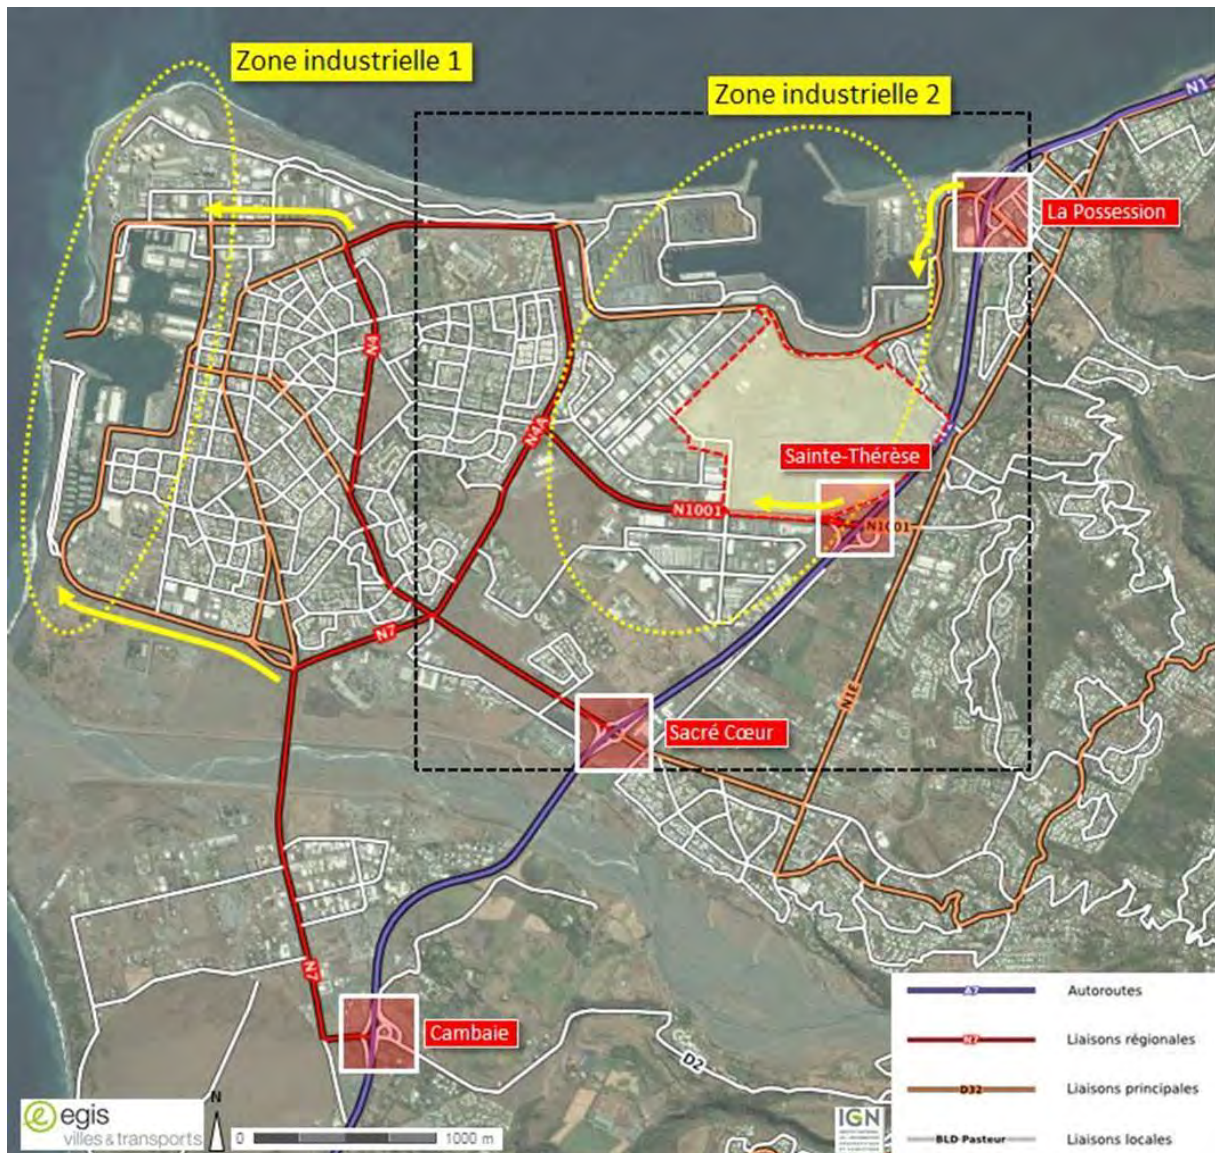 Zone industrielle 1
Zone industrielle 2
N1
La Possession
N4
N4A
Sainte-Thérèse
N1001
N1001
N7
N1E
Sacré Cœur
N7
Cambaie
D2
A7 Autoroutes
N7 Liaisons régionales
D32 Liaisons principales
BLD Pasteur Liaisons locales
egis
villes & transports
N
0 1000 m
IGN